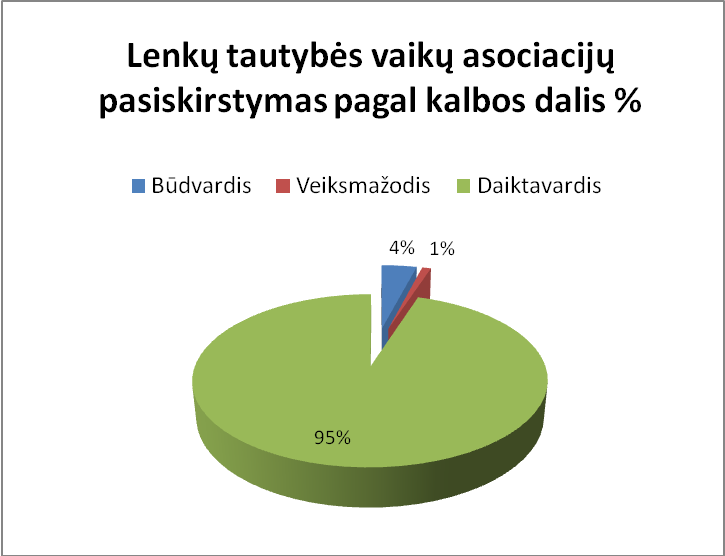 Lenkų tautybės vaikų asociacijų
pasiskirstymas pagal kalbos dalis %
Būdvardis Veiksmažodis Daiktavardis
4% 1%
95%